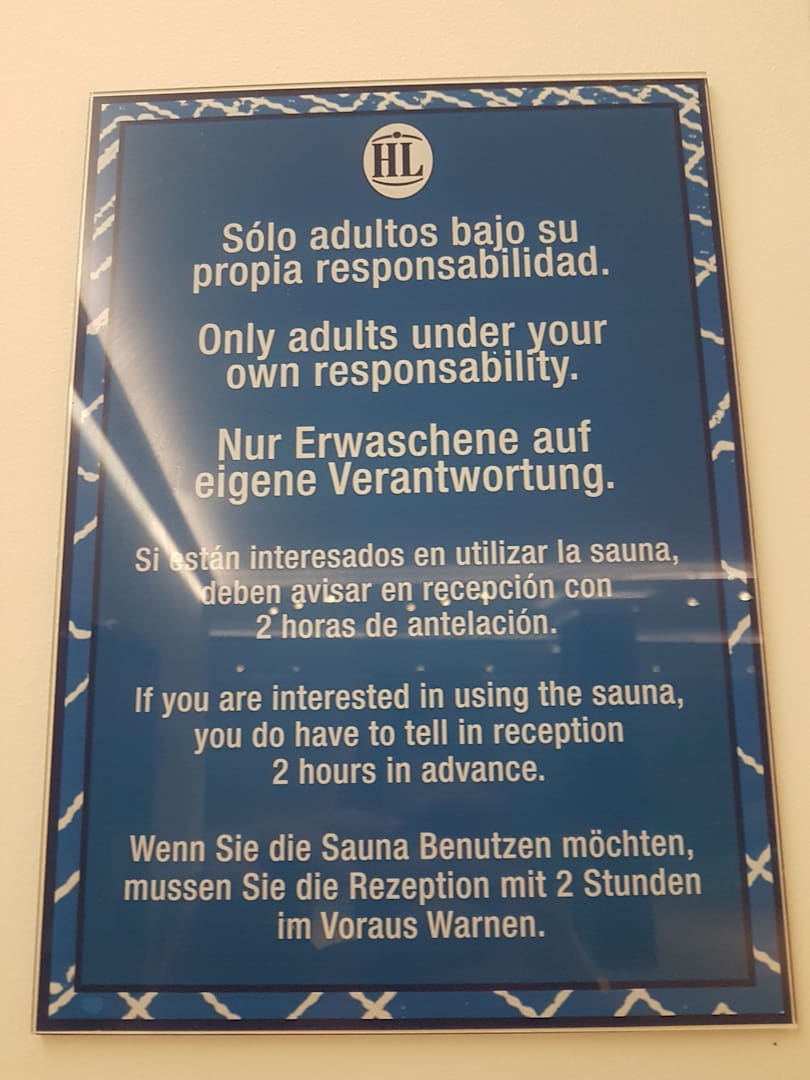 HL
Sólo adultos bajo su
propia responsabilidad.
Only adults under your
own responsability.
Nur Erwaschene auf
eigene Verantwortung.
Si están interesados en utilizar la sauna,
deben avisar en recepción con
2 horas de antelación.
If you are interested in using the sauna,
you do have to tell in reception
2 hours in advance.
Wenn Sie die Sauna Benutzen möchten,
mussen Sie die Rezeption mit 2 Stunden
im Voraus Warnen.